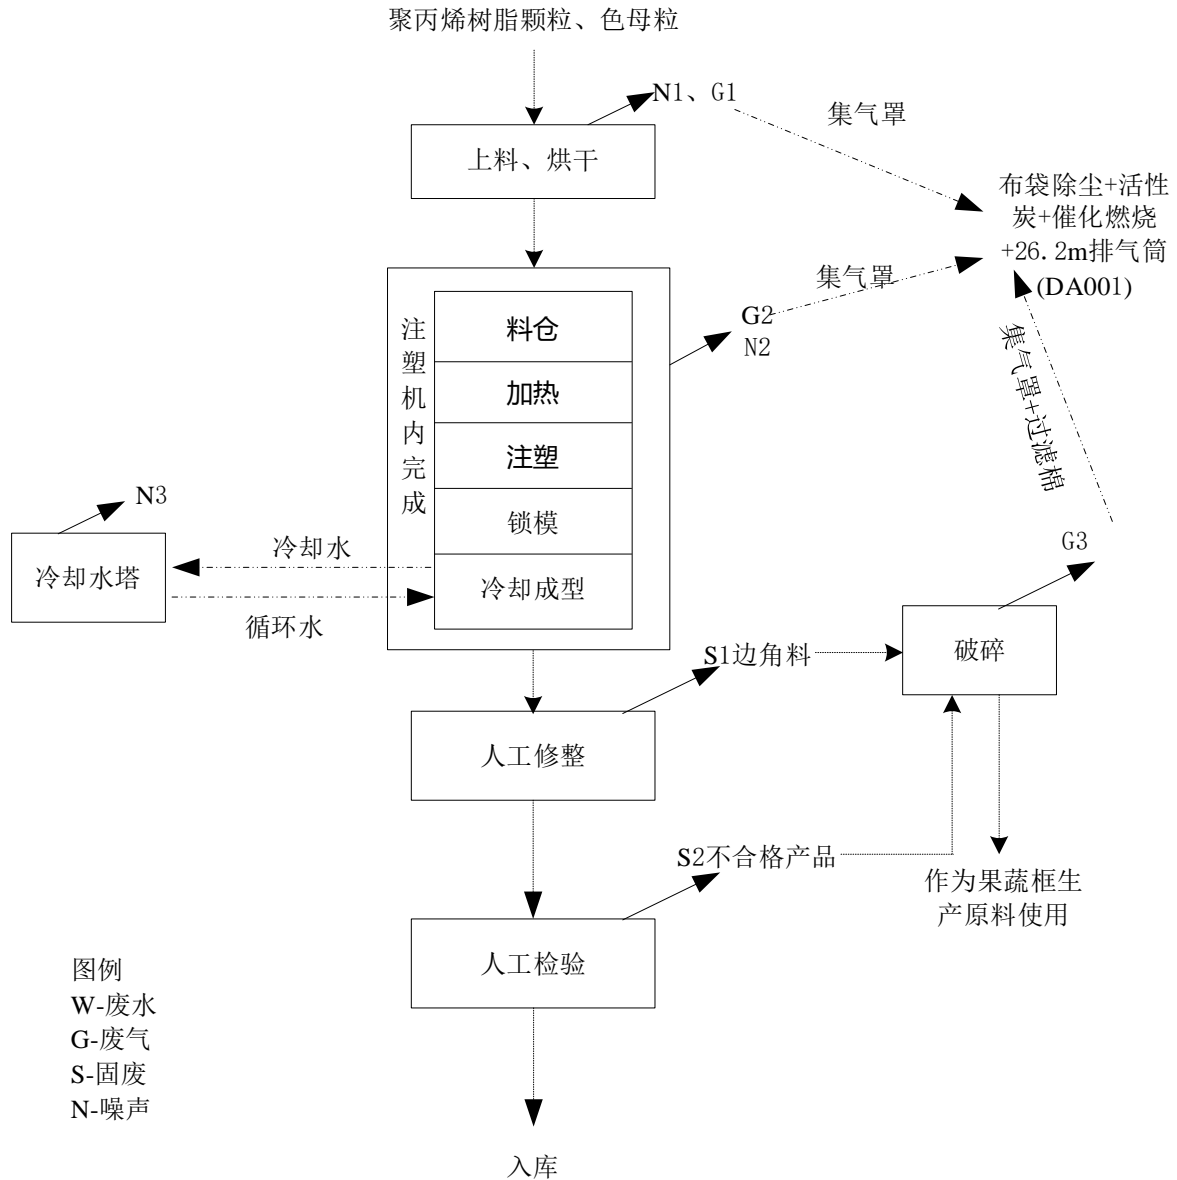 聚丙烯树脂颗粒、色母粒
N1、G1
集气罩
上料、烘干
布袋除尘+活性
炭+催化燃烧
+26.2m排气筒
(DA001)
集气罩
G2
N2
注塑机内完成
料仓
加热
注塑
锁模
冷却成型
集气罩+过滤棉
N3
冷却水
冷却水塔
循环水
G3
破碎
S1边角料
人工修整
S2不合格产品
作为果蔬框生
产原料使用
人工检验
图例
W-废水
G-废气
S-固废
N-噪声
入库